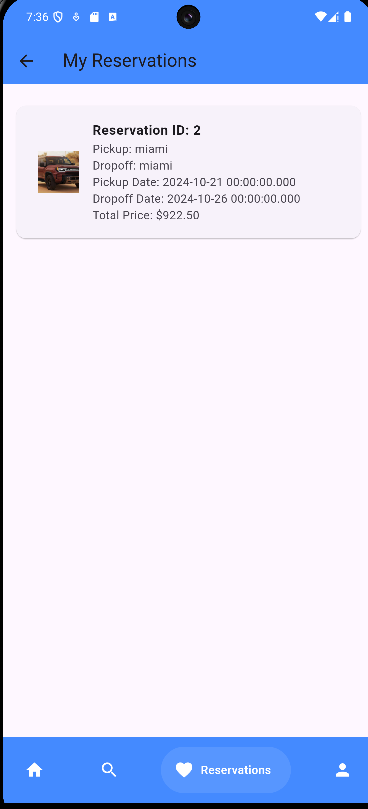 7:36
My Reservations
Reservation ID: 2
Pickup: miami
Dropoff: miami
Pickup Date: 2024-10-21 00:00:00.000
Dropoff Date: 2024-10-26 00:00:00.000
Total Price: $922.50
Reservations